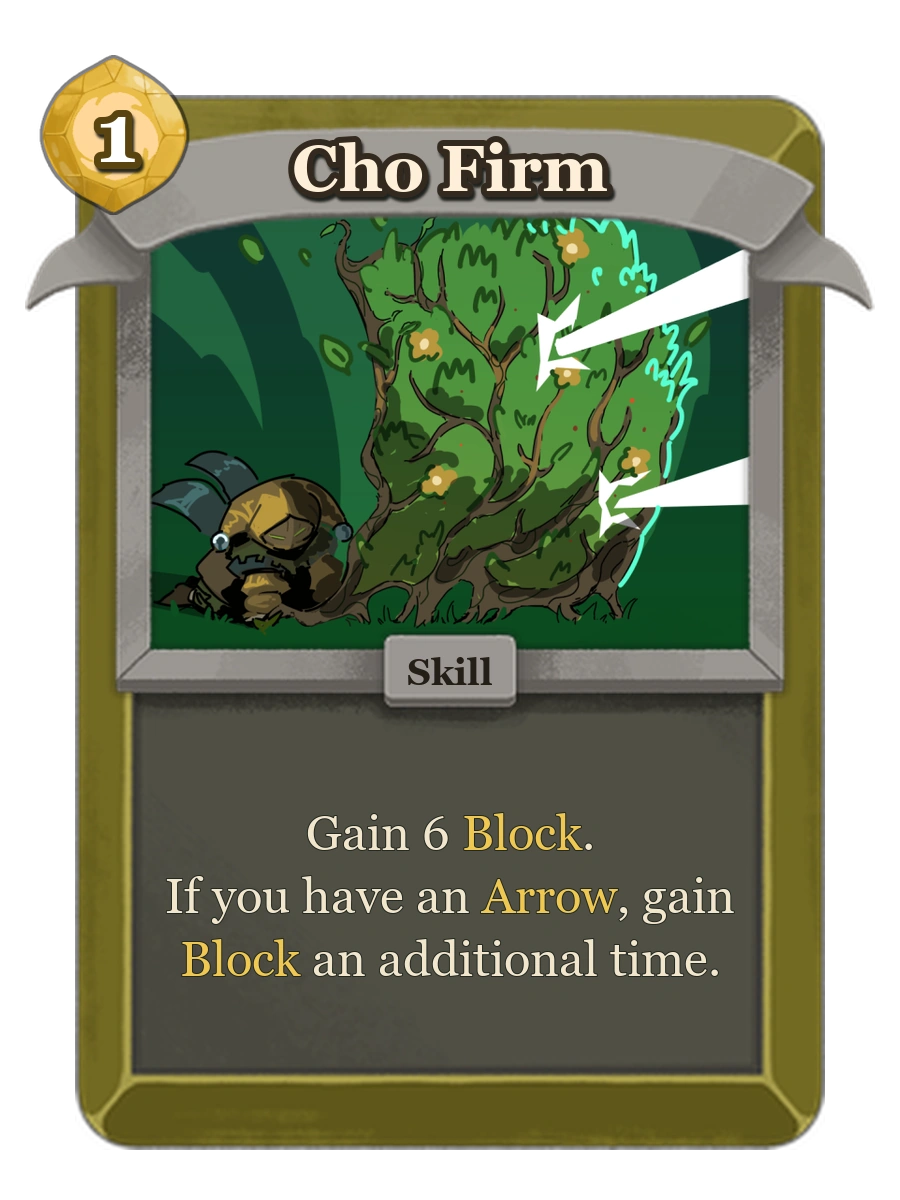 1
Cho Firm
Skill
Gain 6 Block.
If you have an Arrow, gain
Block an additional time.